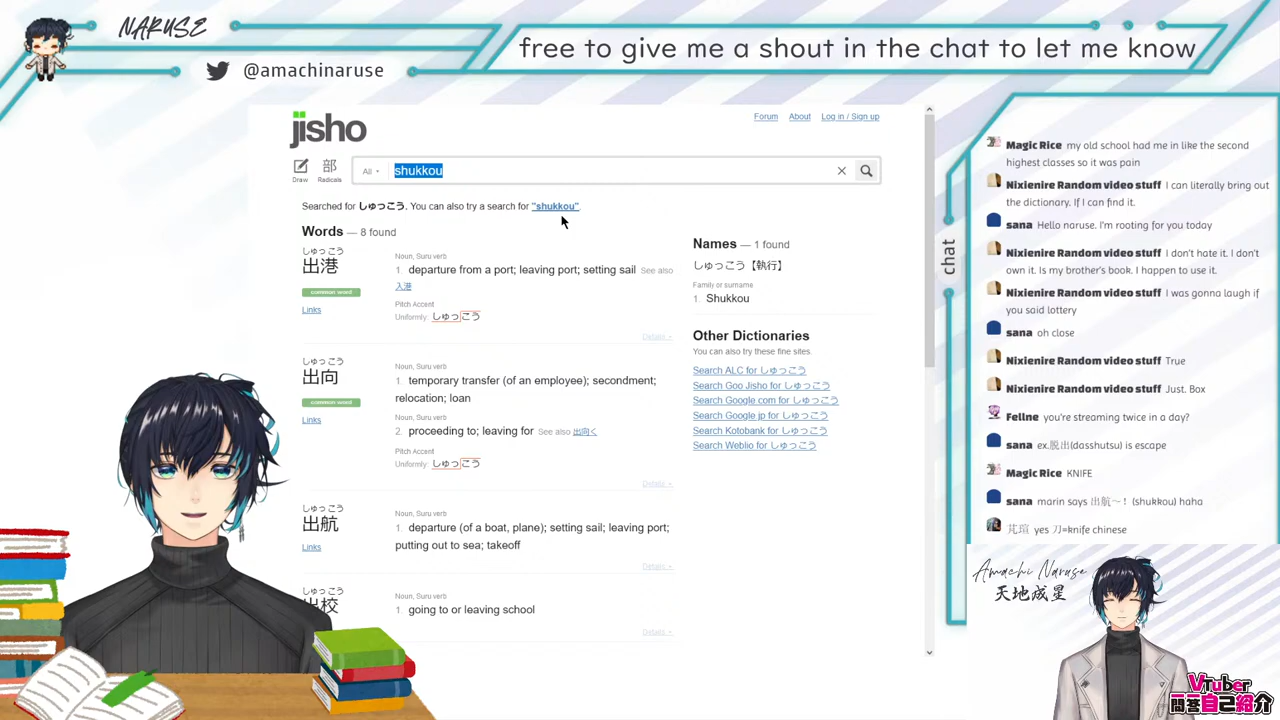 NARUSE
@amachinaruse
free to give me a shout in the chat to let me know
jisho
Forum About Log in / Sign up
Draw
部
Radicals
All
shukkou
Searched for しゅっこう. You can also try a search for "shukkou".
Words — 8 found
しゅっこう
出港
common word
Links
Noun, Suru verb
1. departure from a port; leaving port; setting sail See also
入港
Pitch Accent
Uniformly: しゅっこう
Details
しゅっこう
出向
common word
Links
Noun, Suru verb
1. temporary transfer (of an employee); secondment;
relocation; loan
Noun, Suru verb
2. proceeding to; leaving for See also 出向く
Pitch Accent
Uniformly: しゅっこう
Details
しゅっこう
出航
Links
Noun, Suru verb
1. departure (of a boat, plane); setting sail; leaving port;
putting out to sea; takeoff
Details
しゅっこう
出校
Noun, Suru verb
1. going to or leaving school
Details
Names — 1 found
しゅっこう【執行】
Family or surname
1. Shukkou
Other Dictionaries
You can also try these fine sites.
Search ALC for しゅっこう
Search Goo Jisho for しゅっこう
Search Google.com for しゅっこう
Search Google jp for しゅっこう
Search Kotobank for しゅっこう
Search Weblio for しゅっこう
chat
Magic Rice my old school had me in like the second
highest classes so it was pain
Nixienire Random video stuff I can literally bring out
the dictionary. If I can find it.
sana Hello naruse. I'm rooting for you today
Nixienire Random video stuff I don't hate it. I don't
own it. Is my brother's book. I happen to use it.
Nixienire Random video stuff I was gonna laugh if
you said lottery
sana oh close
Nixienire Random video stuff True
Nixienire Random video stuff Just. Box
Fellne you're streaming twice in a day?
sana ex.脱出(dasshutsu) is escape
Magic Rice KNIFE
sana marin says 出航〜！(shukkou) haha
芃瑄 yes 刀=knife chinese
Amachi Naruse
天地成星
VTuber
問答自己紹介